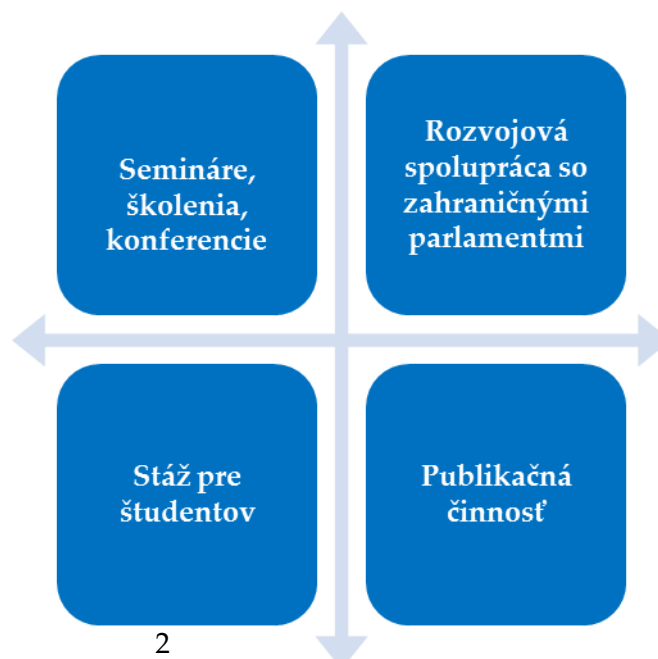 Semináre,
školenia,
konferencie
Rozvojová
spolupráca so
zahraničnými
parlamentmi
Stáž pre
študentov
Publikačná
činnosť
2